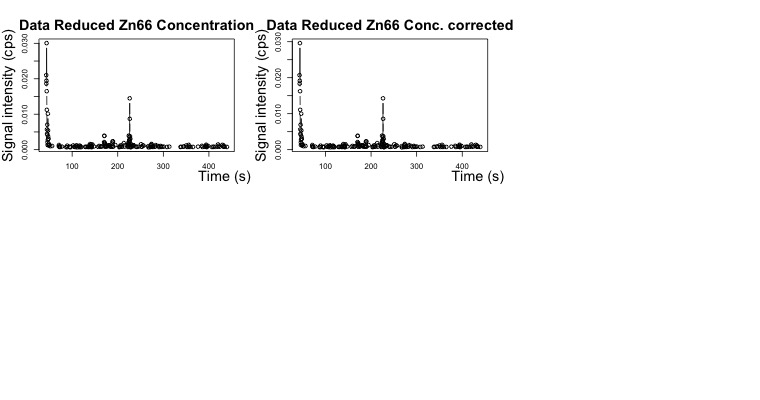 Data Reduced Zn66 Concentration
Signal intensity (cps)
0.000
0.010
0.020
0.030
100
200
300
400
Time (s)
Data Reduced Zn66 Conc. corrected
Signal intensity (cps)
0.000
0.010
0.020
0.030
100
200
300
400
Time (s)